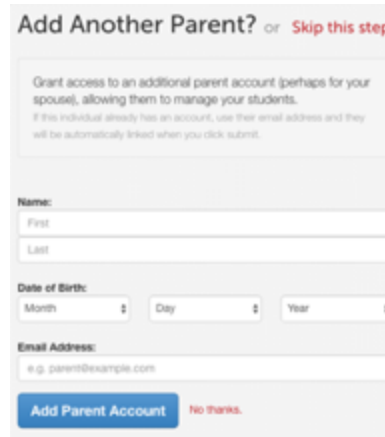 Add Another Parent? or Skip this step
Grant access to an additional parent account (perhaps for your
spouse), allowing them to manage your students.
If this individual already has an account, use their email address and they
will be automatically linked when you click submit.
Name:
First
Last
Date of Birth:
Month Day Year
Email Address:
e.g. parent@example.com
Add Parent Account No thanks.